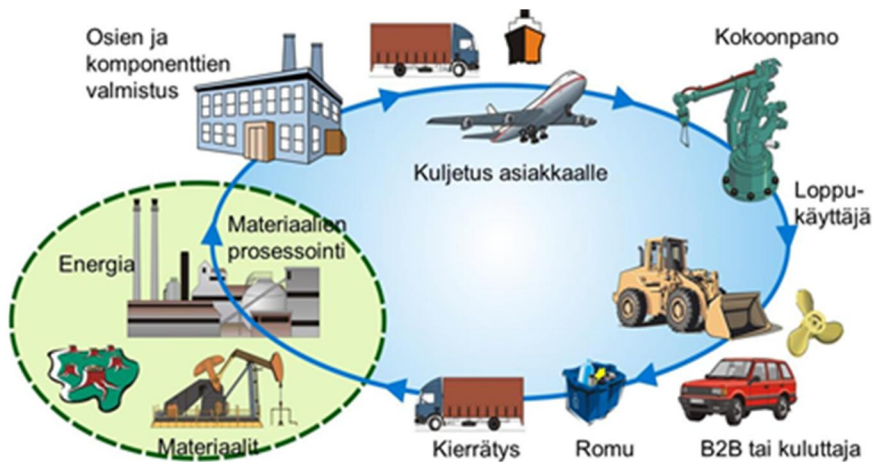 Osien ja
komponenttien
valmistus
Kokoonpano
Kuljetus asiakkaalle
Loppu-
käyttäjä
Materiaalien
prosessointi
Energia
Materiaalit
Kierrätys
Romu
B2B tai kuluttaja